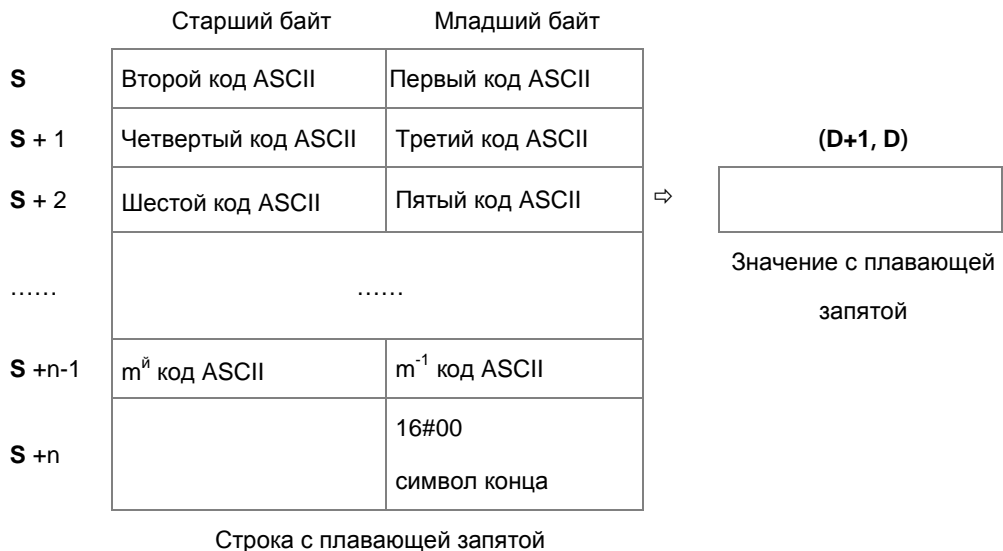 Старший байт Младший байт
S Второй код ASCII Первый код ASCII
S + 1 Четвертый код ASCII Третий код ASCII (D+1, D)
S + 2 Шестой код ASCII Пятый код ASCII ⇨
Значение с плавающей
запятой
…… ……
S +n-1 mй код ASCII m-1 код ASCII
S +n 16#00
символ конца
Строка с плавающей запятой